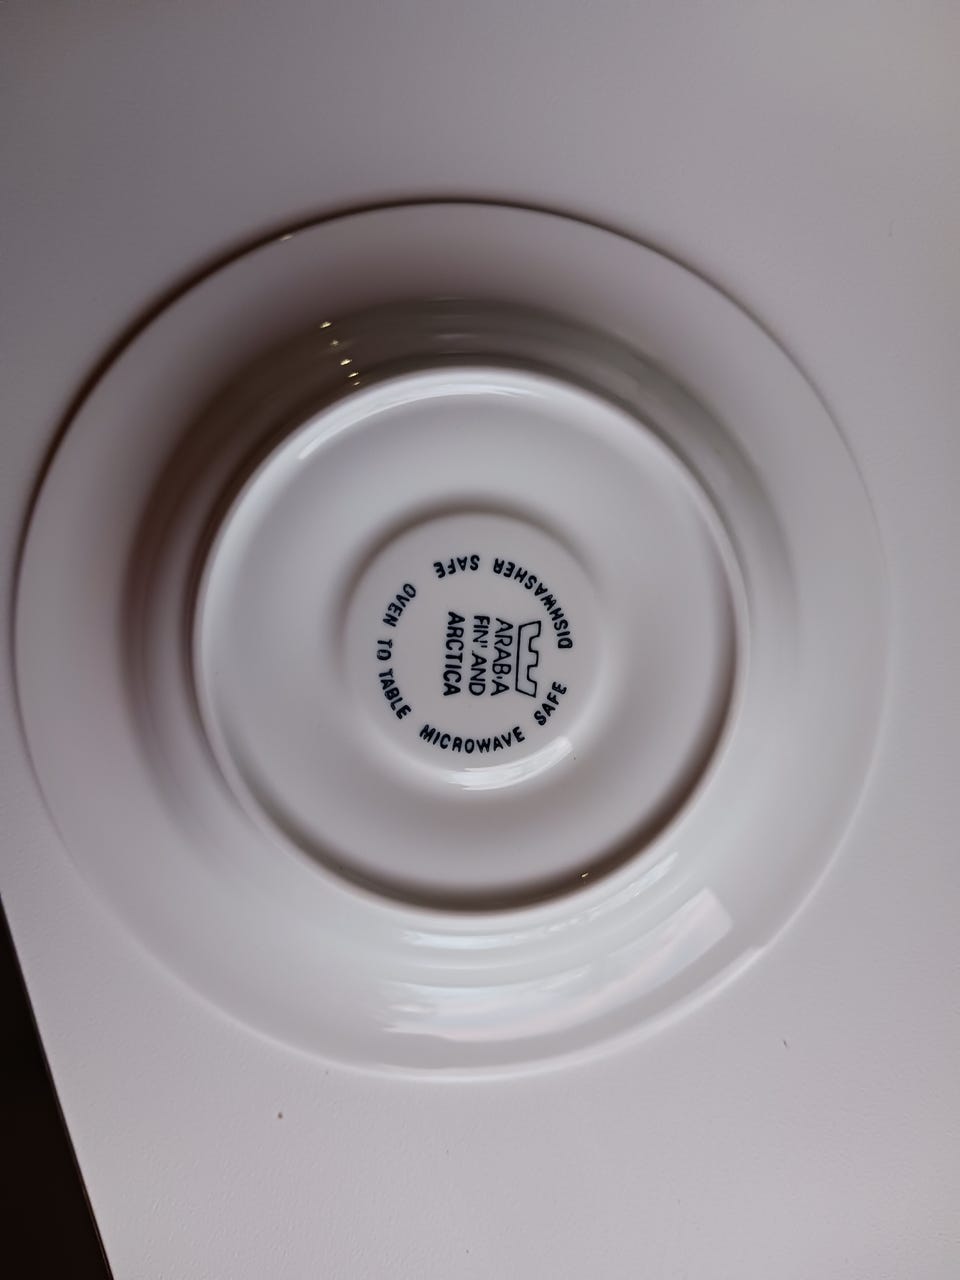 ARABIA
FINLAND
ARCTICA
DISHWASHER SAFE
OVEN TO TABLE
MICROWAVE SAFE